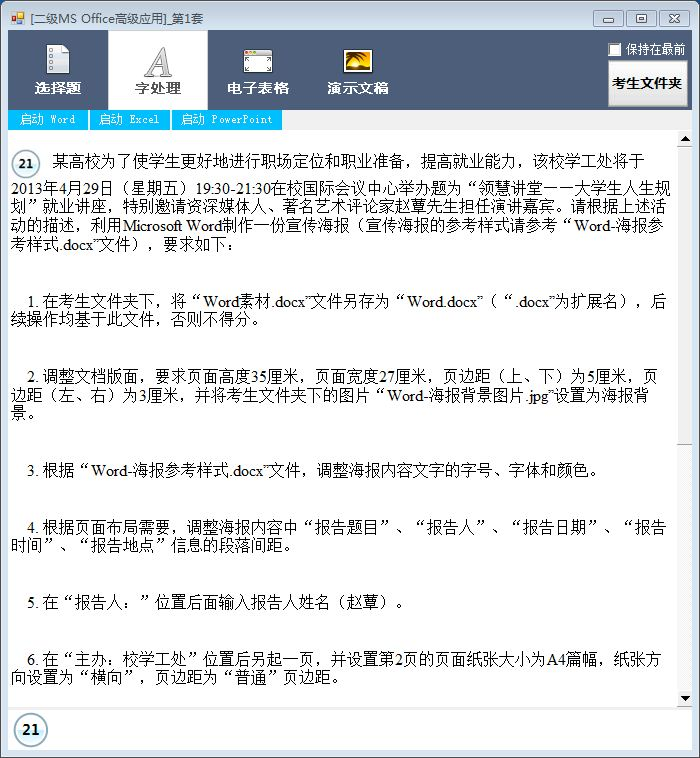 [二级MS Office高级应用]_第1套
选择题
字处理
电子表格
演示文稿
保持在最前
考生文件夹
启动 Word
启动 Excel
启动 PowerPoint
21 某高校为了使学生更好地进行职场定位和职业准备，提高就业能力，该校学工处将于
2013年4月29日（星期五）19:30-21:30在校国际会议中心举办题为“领慧讲堂——大学生人生规
划”就业讲座，特别邀请资深媒体人、著名艺术评论家赵蕈先生担任演讲嘉宾。请根据上述活
动的描述，利用Microsoft Word制作一份宣传海报（宣传海报的参考样式请参考“Word-海报参
考样式.docx”文件），要求如下：
1. 在考生文件夹下，将“Word素材.docx”文件另存为“Word.docx”（“.docx”为扩展名），后
续操作均基于此文件，否则不得分。
2. 调整文档版面，要求页面高度35厘米，页面宽度27厘米，页边距（上、下）为5厘米，页
边距（左、右）为3厘米，并将考生文件夹下的图片“Word-海报背景图片.jpg”设置为海报背
景。
3. 根据“Word-海报参考样式.docx”文件，调整海报内容文字的字号、字体和颜色。
4. 根据页面布局需要，调整海报内容中“报告题目”、“报告人”、“报告日期”、“报告
时间”、“报告地点”信息的段落间距。
5. 在“报告人：”位置后面输入报告人姓名（赵蕈）。
6. 在“主办：校学工处”位置后另起一页，并设置第2页的页面纸张大小为A4篇幅，纸张方
向设置为“横向”，页边距为“普通”页边距。
21